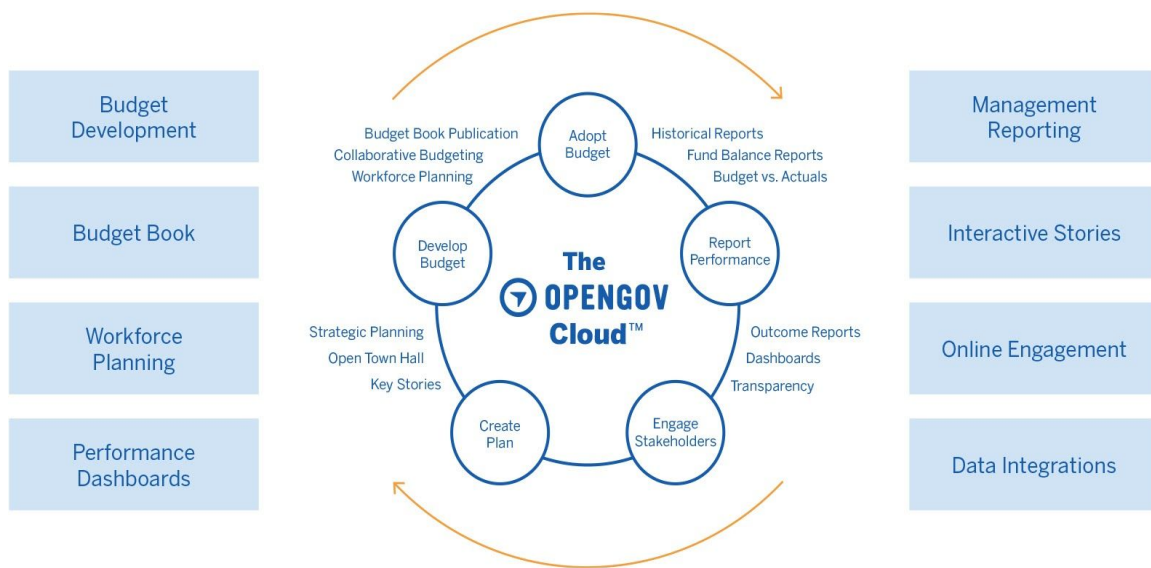 Budget
Development
Budget Book
Workforce
Planning
Performance
Dashboards
Budget Book Publication
Collaborative Budgeting
Workforce Planning
Adopt
Budget
Historical Reports
Fund Balance Reports
Budget vs. Actuals
Develop
Budget
Report
Performance
The
OPENGOV
Cloud™
Strategic Planning
Open Town Hall
Key Stories
Outcome Reports
Dashboards
Transparency
Create
Plan
Engage
Stakeholders
Management
Reporting
Interactive Stories
Online Engagement
Data Integrations